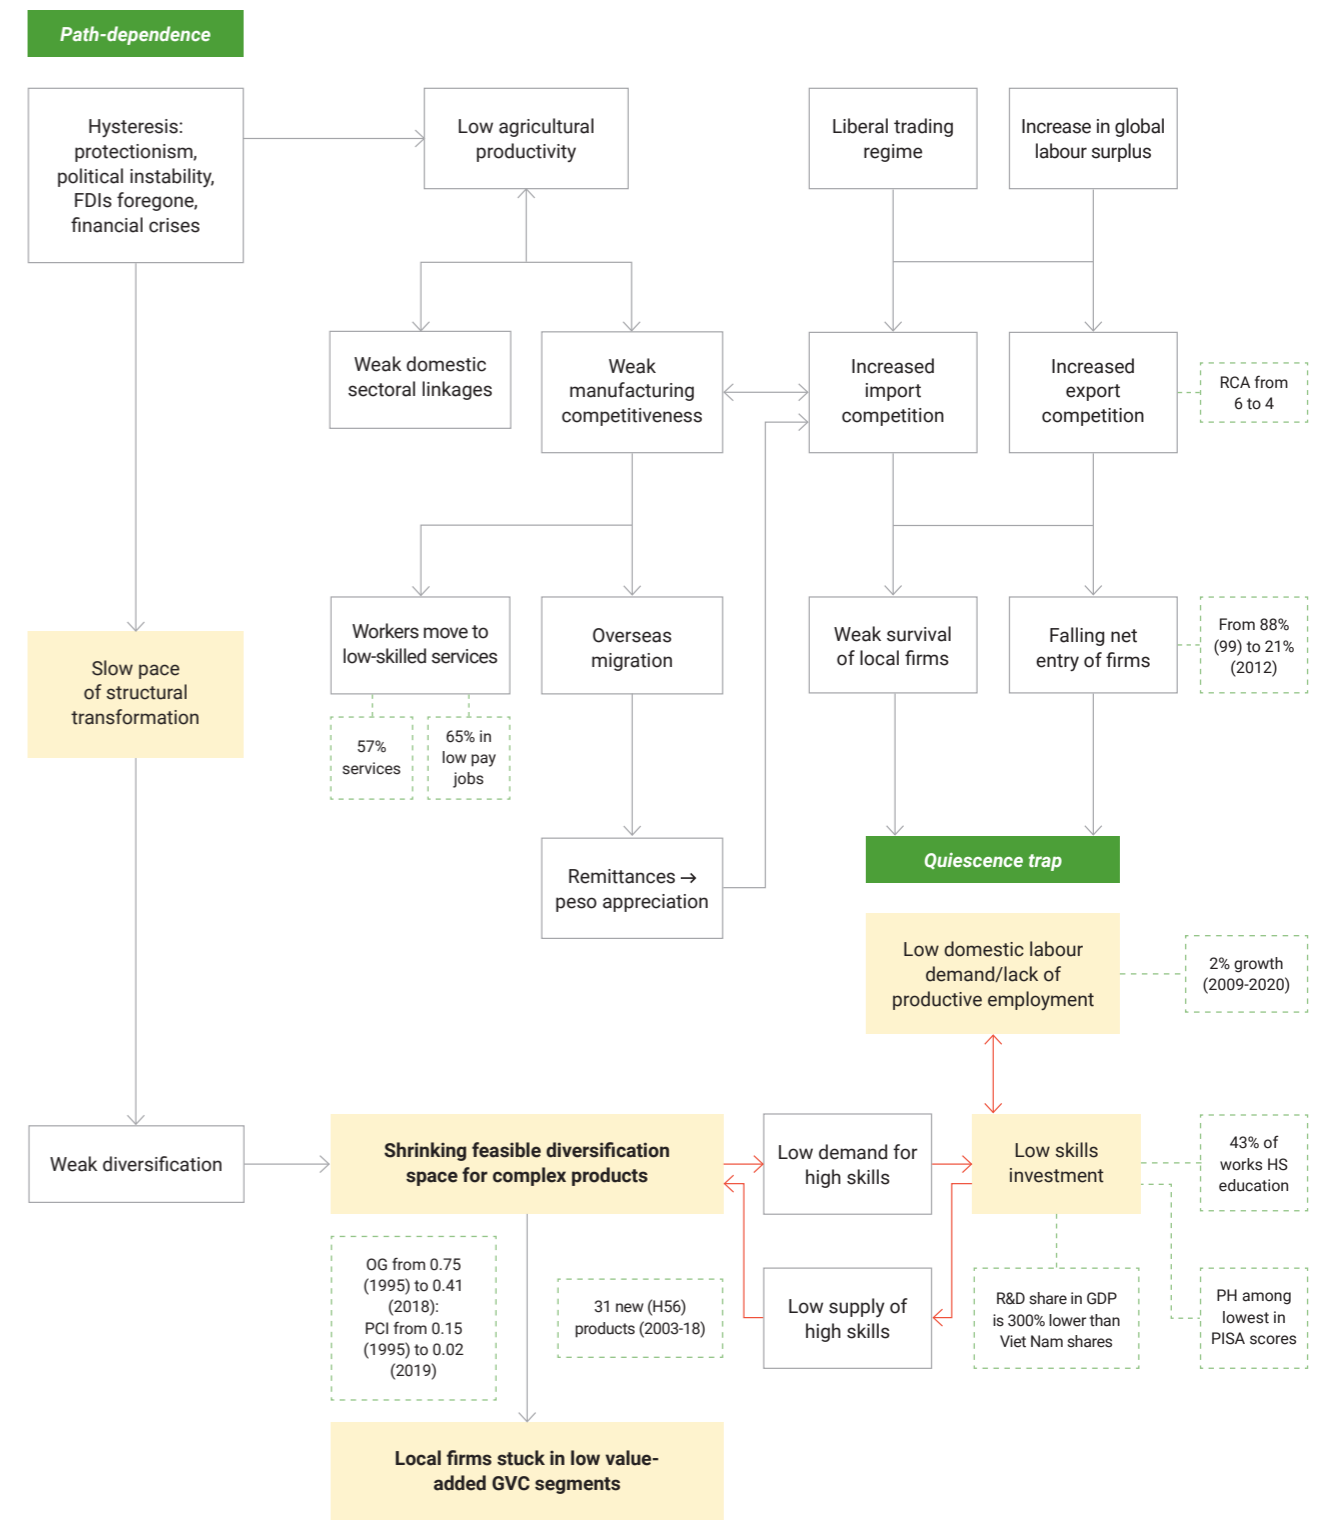 Path-dependence
Hysteresis:
protectionism,
political instability,
FDIs foregone,
financial crises
Low agricultural
productivity
Liberal trading
regime
Increase in global
labour surplus
Weak domestic
sectoral linkages
Weak
manufacturing
competitiveness
Increased
import
competition
Increased
export
competition
RCA from
6 to 4
Slow pace
of structural
transformation
Workers move to
low-skilled services
Overseas
migration
Weak survival
of local firms
Falling net
entry of firms
From 88%
(99) to 21%
(2012)
57%
services
65% in
low pay
jobs
Remittances →
peso appreciation
Quiescence trap
Low domestic labour
demand/lack of
productive employment
2% growth
(2009-2020)
Weak diversification
Shrinking feasible diversification
space for complex products
Low demand for
high skills
Low skills
investment
43% of
works HS
education
OG from 0.75
(1995) to 0.41
(2018):
PCI from 0.15
(1995) to 0.02
(2019)
31 new (H56)
products (2003-18)
Low supply of
high skills
R&D share in GDP
is 300% lower than
Viet Nam shares
PH among
lowest in
PISA scores
Local firms stuck in low value-
added GVC segments